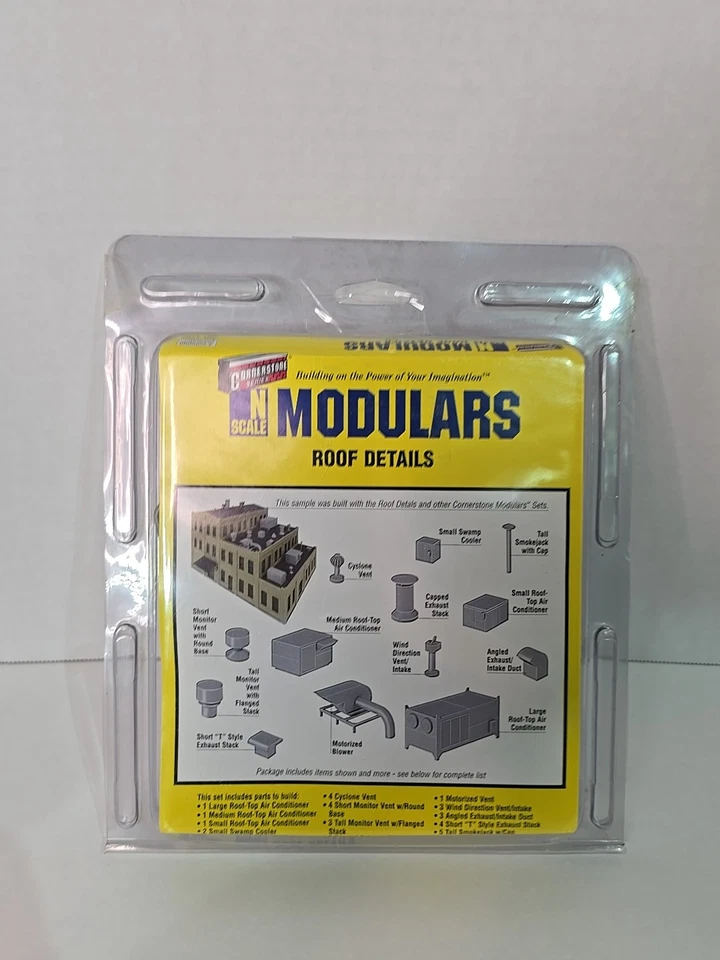 MODULARS
CORNERSTONE
SERIES
Building on the Power of Your Imagination™
N
SCALE
MODULARS
ROOF DETAILS
This sample was built with the Roof Detals and other Cornerstone Modulars™ Sets.
Small Swamp
Cooler
Tall
Smokejack
with Cap
Cyclone
Vent
Capped
Exhaust
Stack
Small Roof-
Top Air
Conditioner
Short
Monitor
Vent
with
Round
Base
Medium Roof-Top
Air Conditioner
Wind
Direction
Vent/
Intake
Angled
Exhaust/
Intake Duct
Tall
Monitor
Vent
with
Flanged
Stack
Large
Roof-Top Air
Conditioner
Short "T" Style
Exhaust Stack
Motorized
Blower
Package includes items shown and more - see below for complete list
This set includes parts to build:
• 1 Large Roof-Top Air Conditioner
• 1 Medium Roof-Top Air Conditioner
• 1 Small Roof-Top Air Conditioner
• 2 Small Swamp Cooler
• 4 Cyclone Vent
• 4 Short Monitor Vent w/Round
Base
• 3 Tall Monitor Vent w/Flanged
Stack
• 1 Motorized Vent
• 3 Wind Direction Vent/Intake
• 3 Angled Exhaust/Intake Duct
• 4 Short "T" Style Exhaust Stack
• 5 Tall Smokejack w/Cap